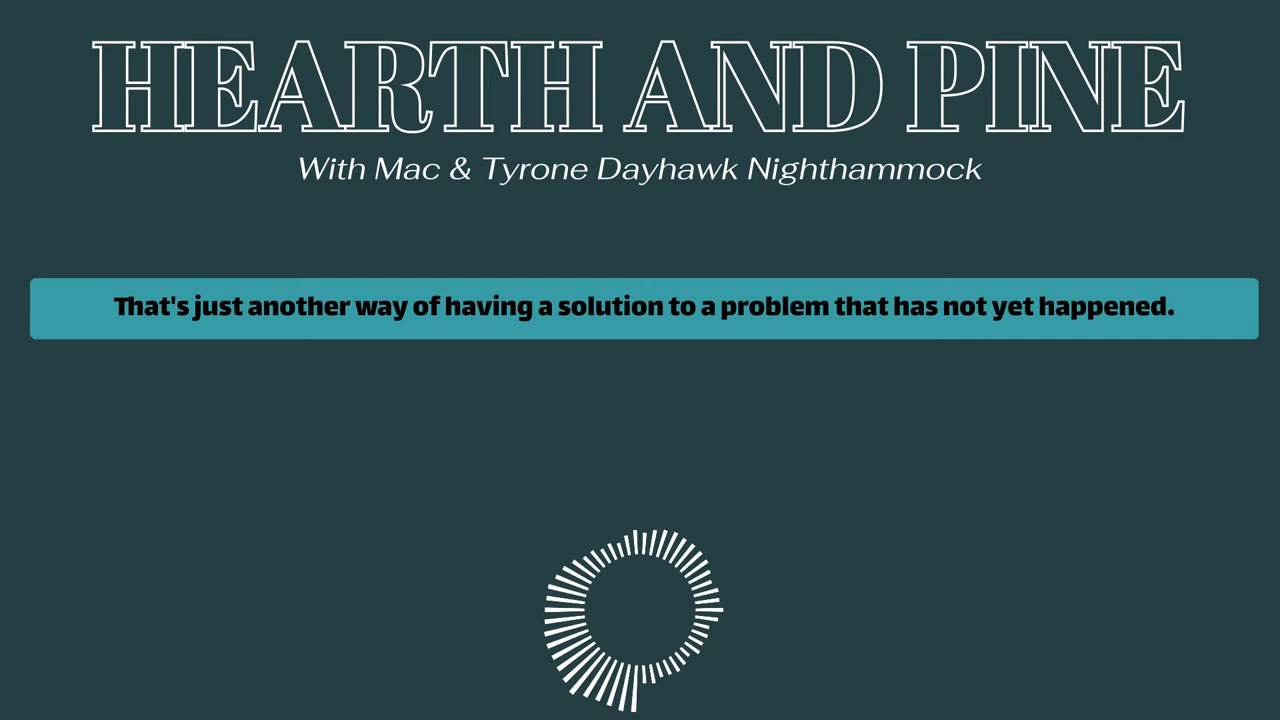 HEARTH AND PINE
With Mac & Tyrone Dayhawk Nighthammock
That's just another way of having a solution to a problem that has not yet happened.